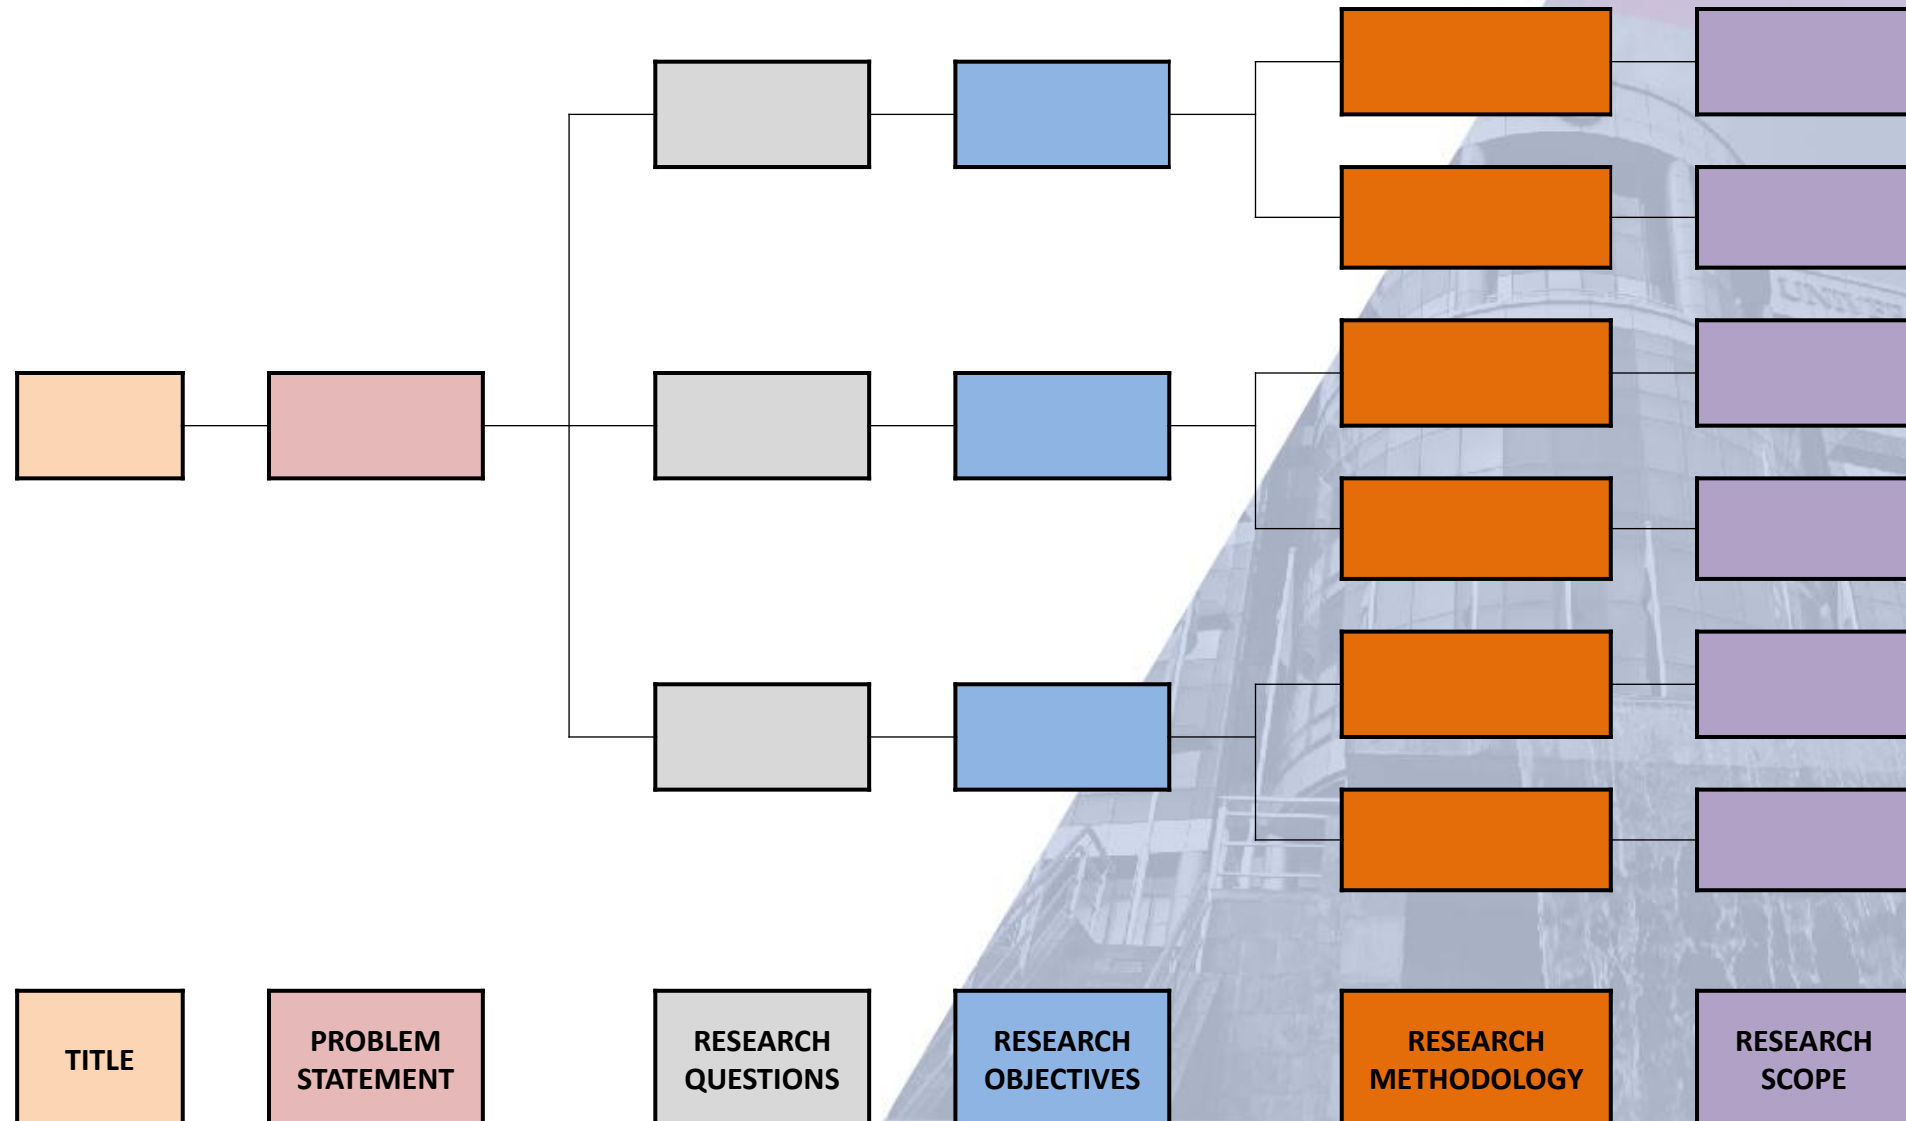 TITLE
PROBLEM
STATEMENT
RESEARCH
QUESTIONS
RESEARCH
OBJECTIVES
RESEARCH
METHODOLOGY
RESEARCH
SCOPE